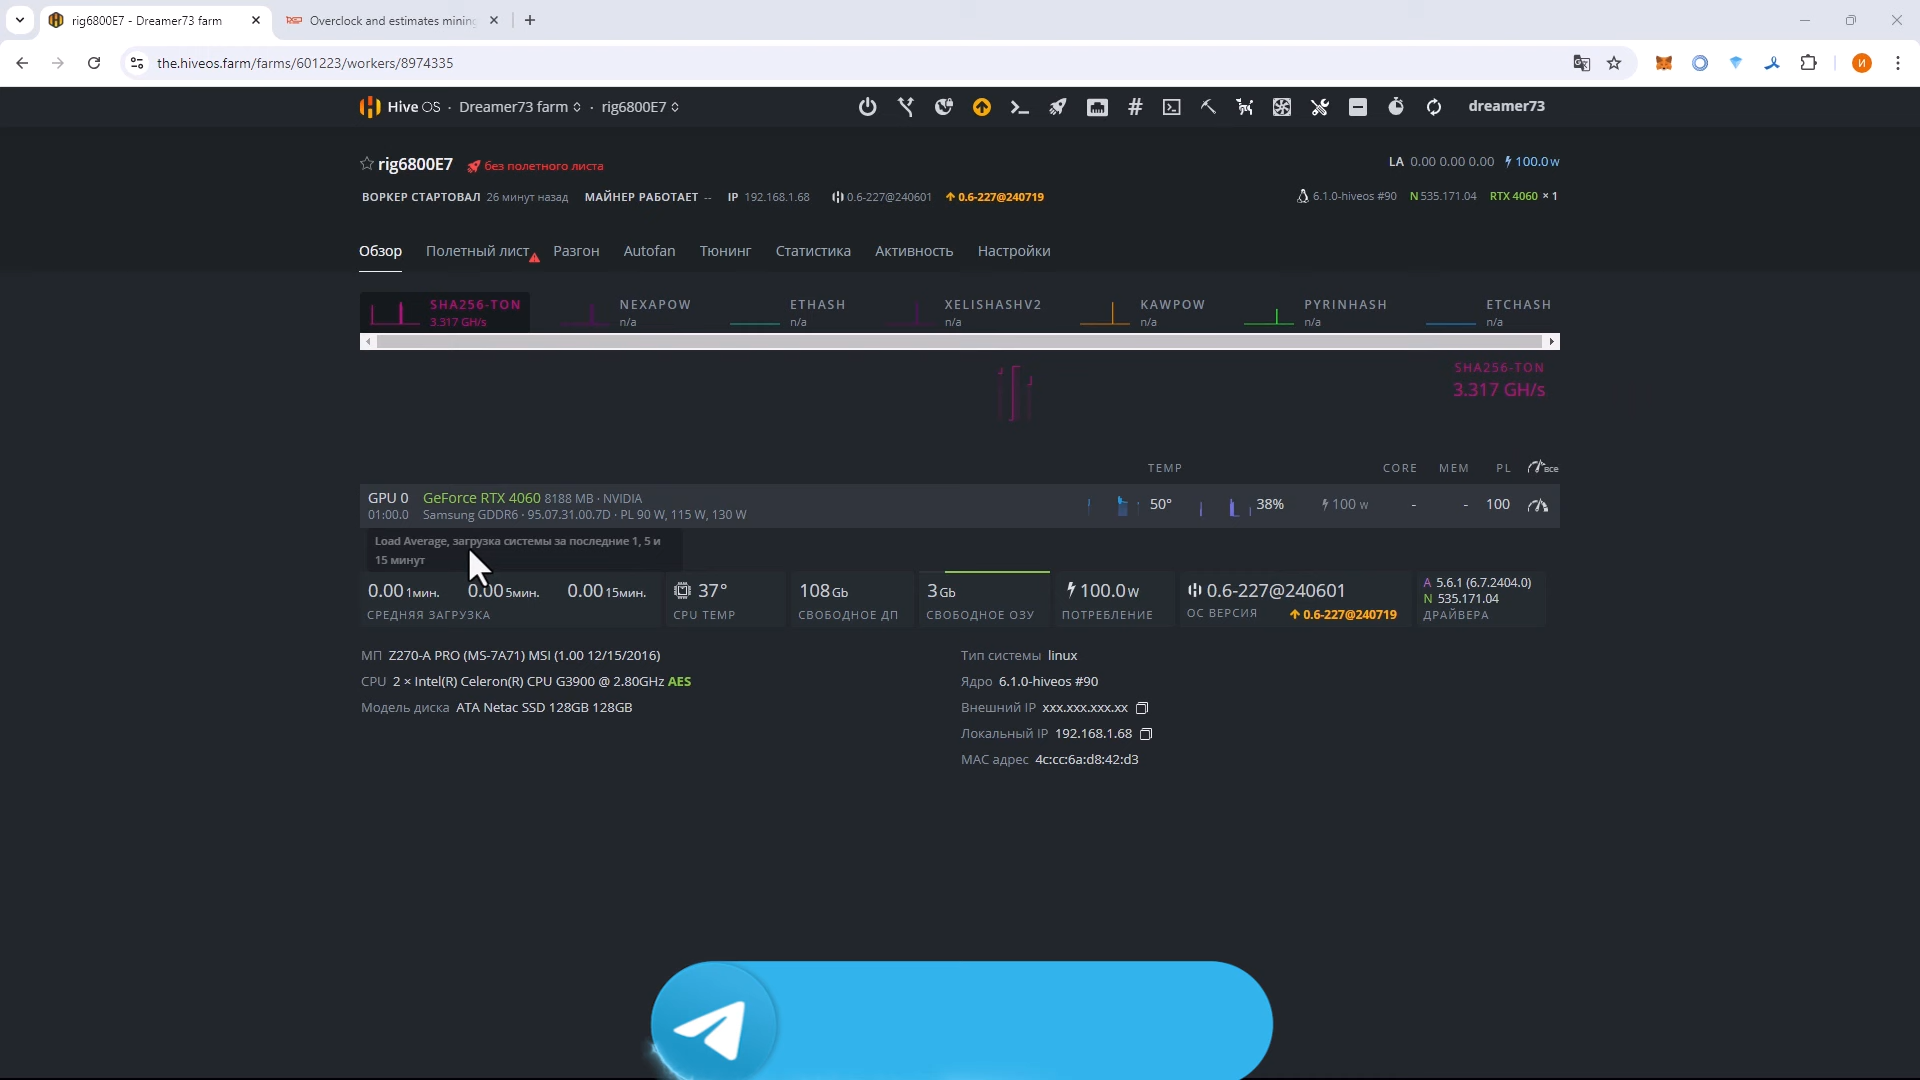 rig6800E7 - Dreamer73 farm
Overclock and estimates mining
the.hiveos.farm/farms/601223/workers/8974335
И
Hive OS · Dreamer73 farm · rig6800E7
dreamer73
rig6800E7 без полетного листа
LA 0.00 0.00 0.00 100.0 w
ВОРКЕР СТАРТОВАЛ 26 минут назад МАЙНЕР РАБОТАЕТ -- IP 192.168.1.68 0.6-227@240601 0.6-227@240719
6.1.0-hiveos #90 N 535.171.04 RTX 4060 × 1
Обзор Полетный лист Разгон Autofan Тюнинг Статистика Активность Настройки
SHA256-TON NEXAPOW ETHASH XELISHASHV2 KAWPOW PYRINHASH ETCHASH
3.317 GH/s n/a n/a n/a n/a n/a n/a
SHA256-TON
3.317 GH/s
TEMP CORE MEM PL все
GPU 0 GeForce RTX 4060 8188 MB · NVIDIA
01:00.0 Samsung GDDR6 · 95.07.31.00.7D · PL 90 W, 115 W, 130 W
50° 38% 100 w - - 100
Load Average, загрузка системы за последние 1, 5 и
15 минут
0.00 1мин. 0.00 5мин. 0.00 15мин.
СРЕДНЯЯ ЗАГРУЗКА
37°
CPU TEMP
108 Gb
СВОБОДНОЕ ДП
3 Gb
СВОБОДНОЕ ОЗУ
100.0 w
ПОТРЕБЛЕНИЕ
0.6-227@240601
ОС ВЕРСИЯ 0.6-227@240719
A 5.6.1 (6.7.2404.0)
N 535.171.04
ДРАЙВЕРА
МП Z270-A PRO (MS-7A71) MSI (1.00 12/15/2016)
CPU 2 × Intel(R) Celeron(R) CPU G3900 @ 2.80GHz AES
Модель диска ATA Netac SSD 128GB 128GB
Тип системы linux
Ядро 6.1.0-hiveos #90
Внешний IP xxx.xxx.xxx.xx
Локальный IP 192.168.1.68
MAC адрес 4c:cc:6a:d8:42:d3